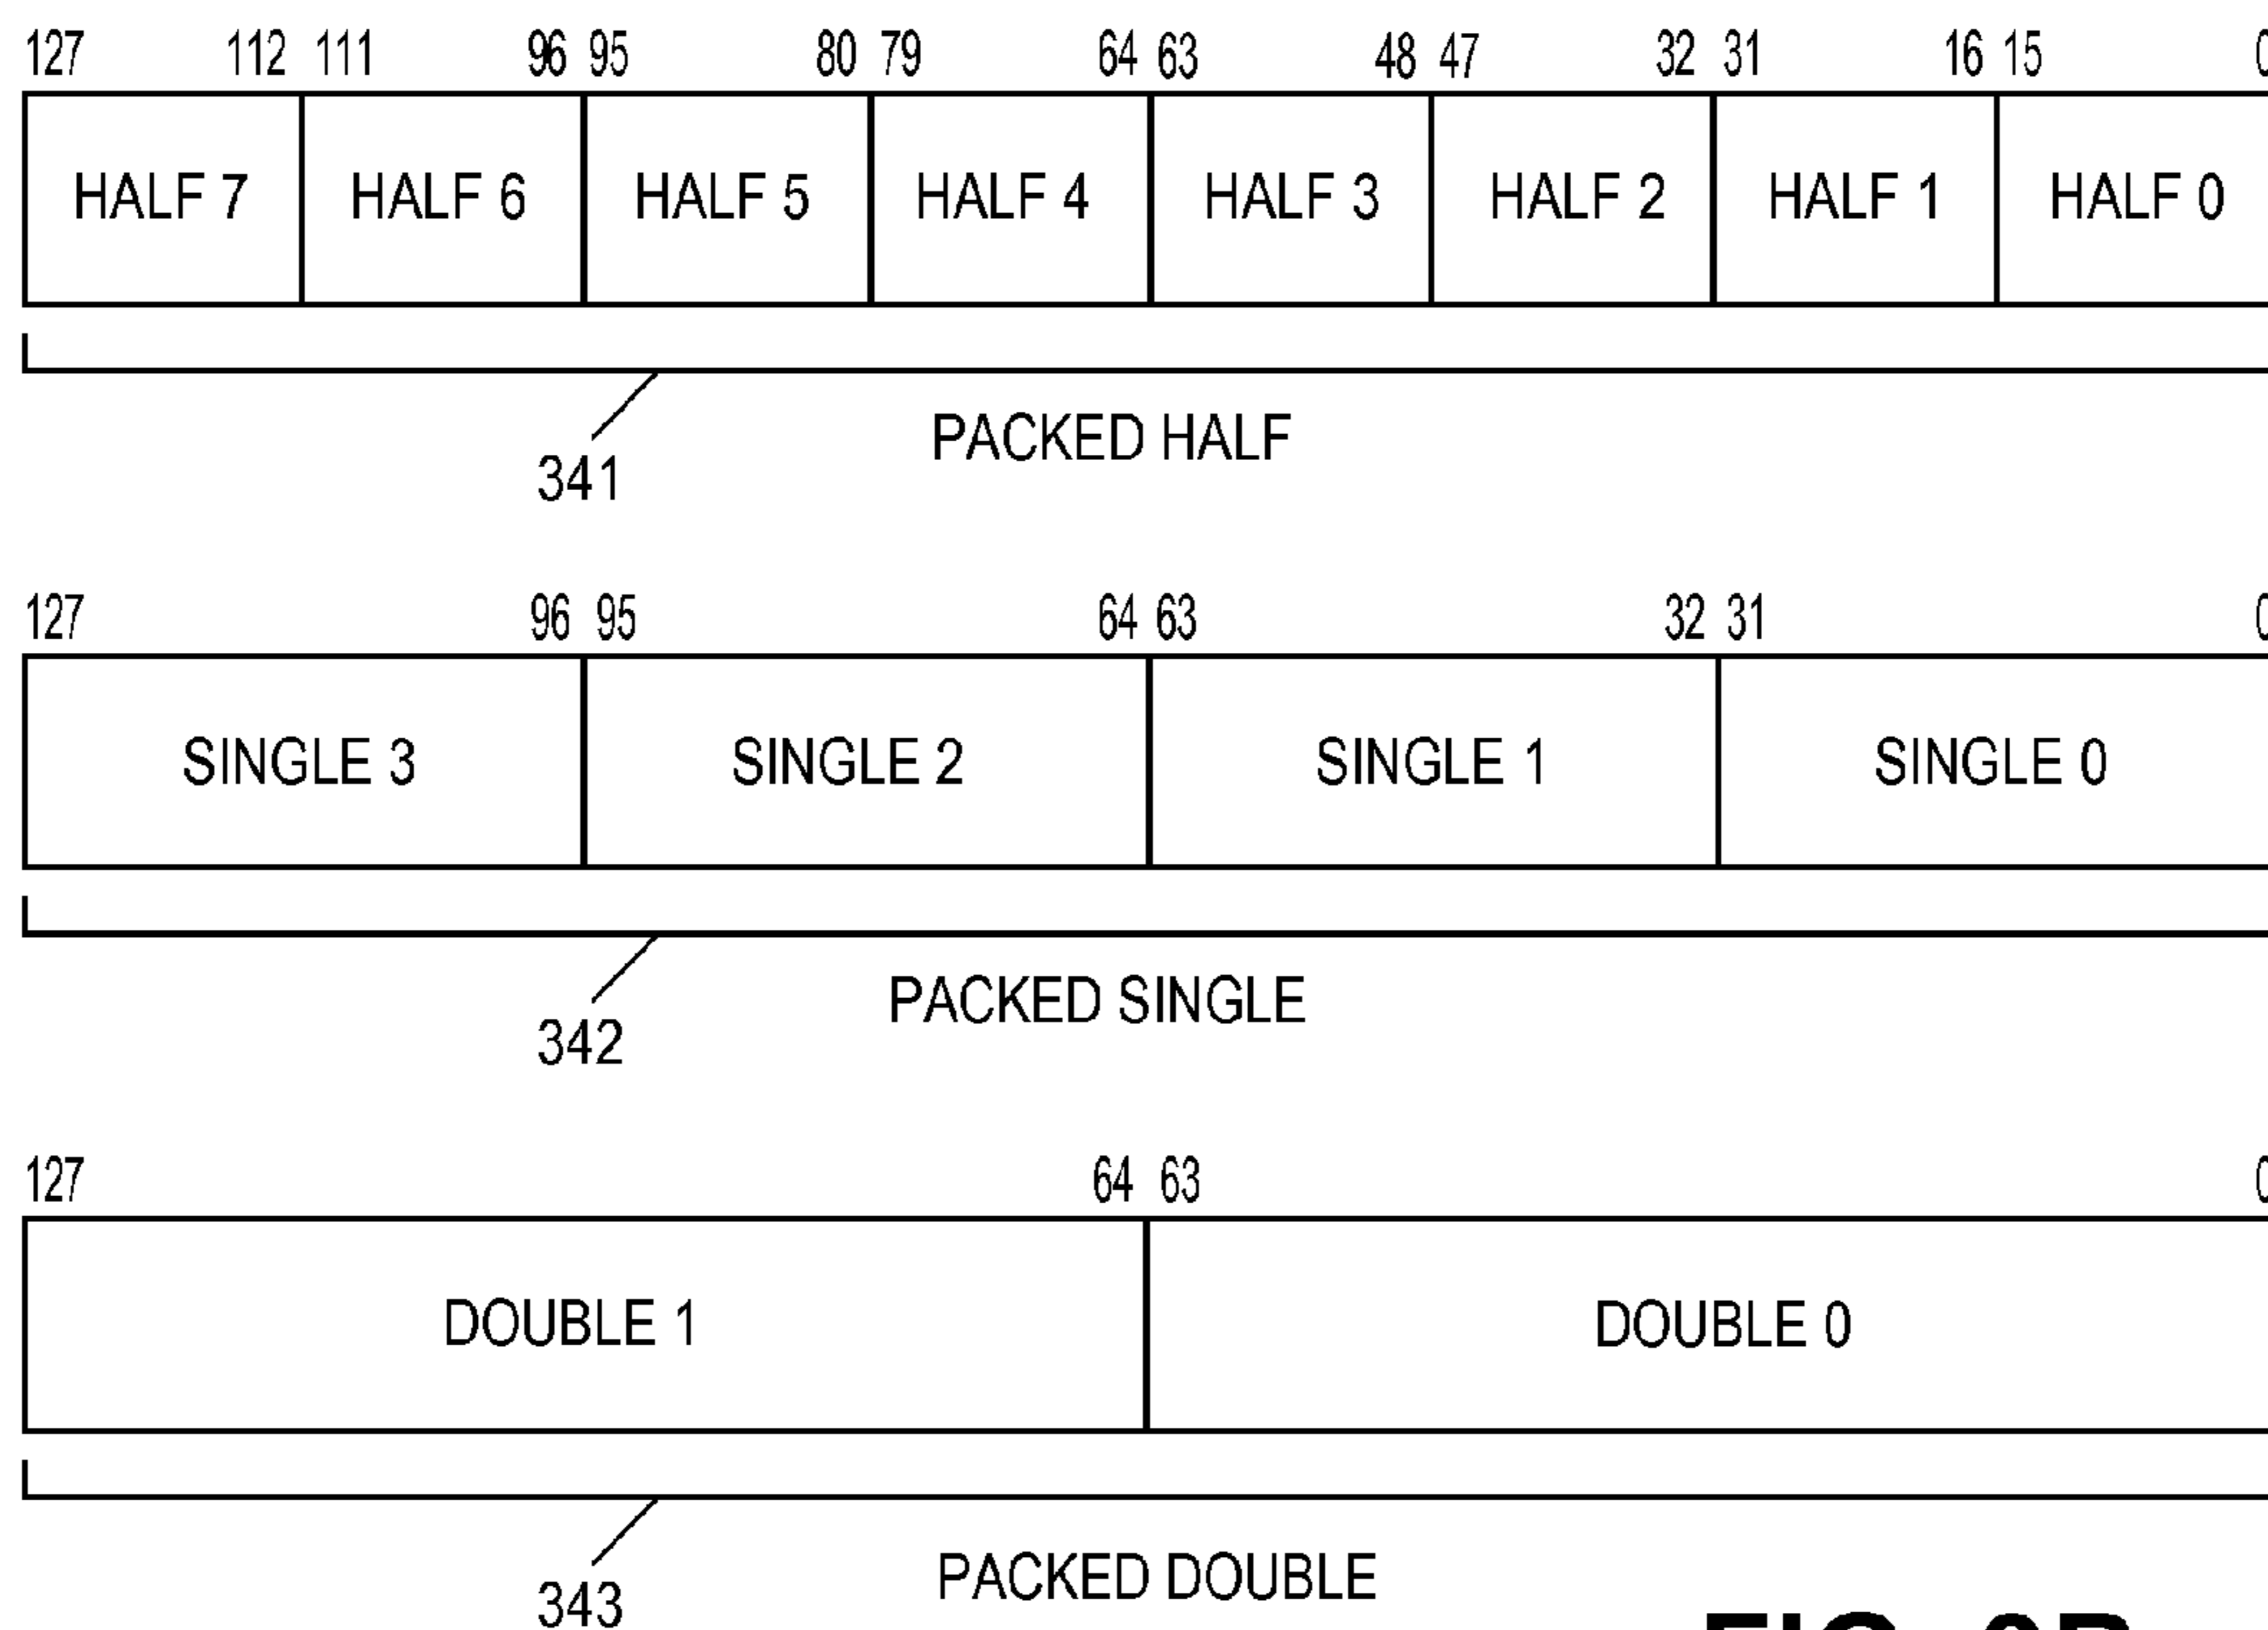 127 112 111 96 95 80 79 64 63 48 47 32 31 16 15 0
HALF 7 HALF 6 HALF 5 HALF 4 HALF 3 HALF 2 HALF 1 HALF 0
PACKED HALF
341
127 96 95 64 63 32 31 0
SINGLE 3 SINGLE 2 SINGLE 1 SINGLE 0
PACKED SINGLE
342
127 64 63 0
DOUBLE 1 DOUBLE 0
PACKED DOUBLE
343